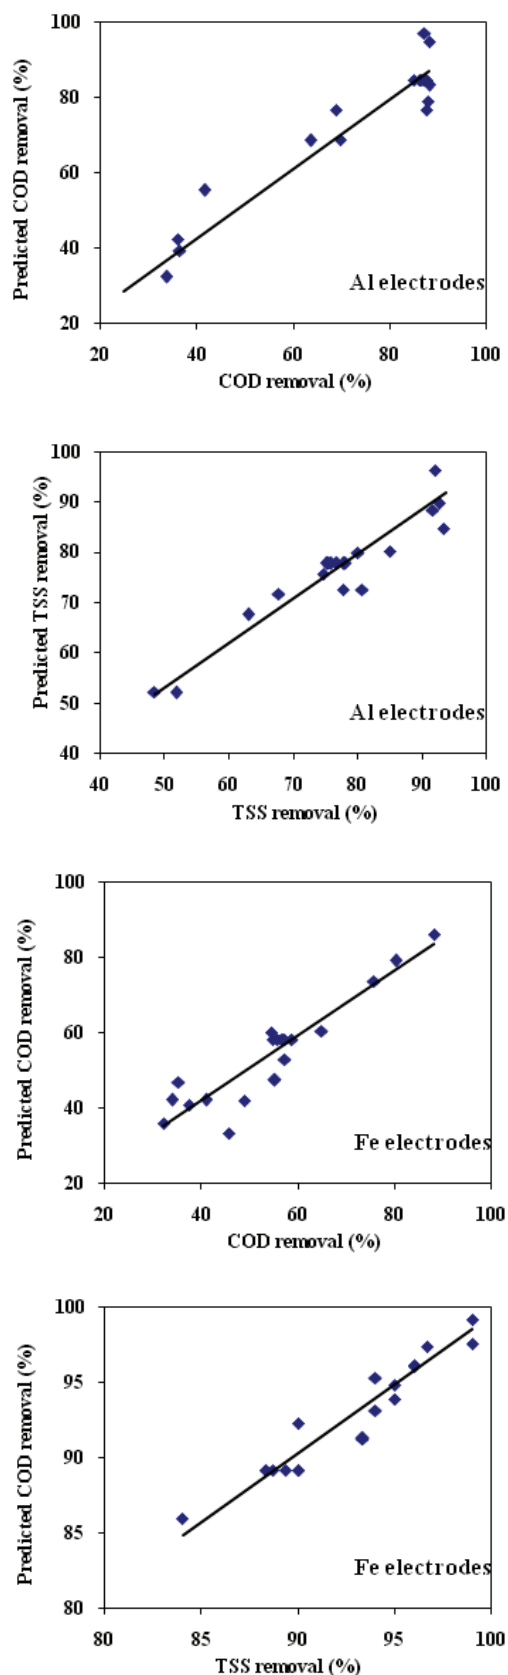 100
80
60
40
20
Predicted COD removal (%)
Al electrodes
20 40 60 80 100
COD removal (%)
100
90
80
70
60
50
40
Predicted TSS removal (%)
Al electrodes
40 50 60 70 80 90 100
TSS removal (%)
100
80
60
40
20
Predicted COD removal (%)
Fe electrodes
20 40 60 80 100
COD removal (%)
100
95
90
85
80
Predicted COD removal (%)
Fe electrodes
80 85 90 95 100
TSS removal (%)